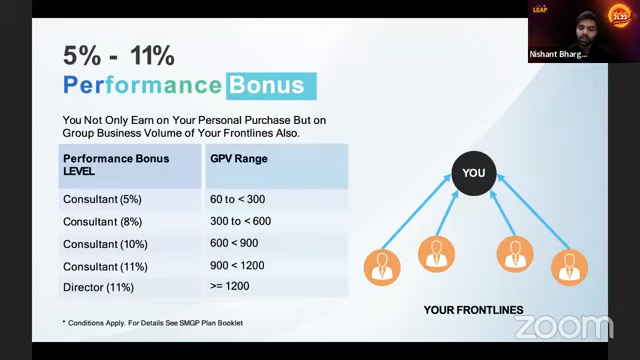 LEAP
2L22
Nishant Bharg...
5% - 11%
Performance Bonus
You Not Only Earn on Your Personal Purchase But on
Group Business Volume of Your Frontlines Also.
Performance Bonus LEVEL
GPV Range
Consultant (5%)
60 to < 300
Consultant (8%)
300 to < 600
Consultant (10%)
600 < 900
Consultant (11%)
900 < 1200
Director (11%)
>= 1200
YOU
YOUR FRONTLINES
* Conditions Apply. For Details See SMGP Plan Booklet
zoom